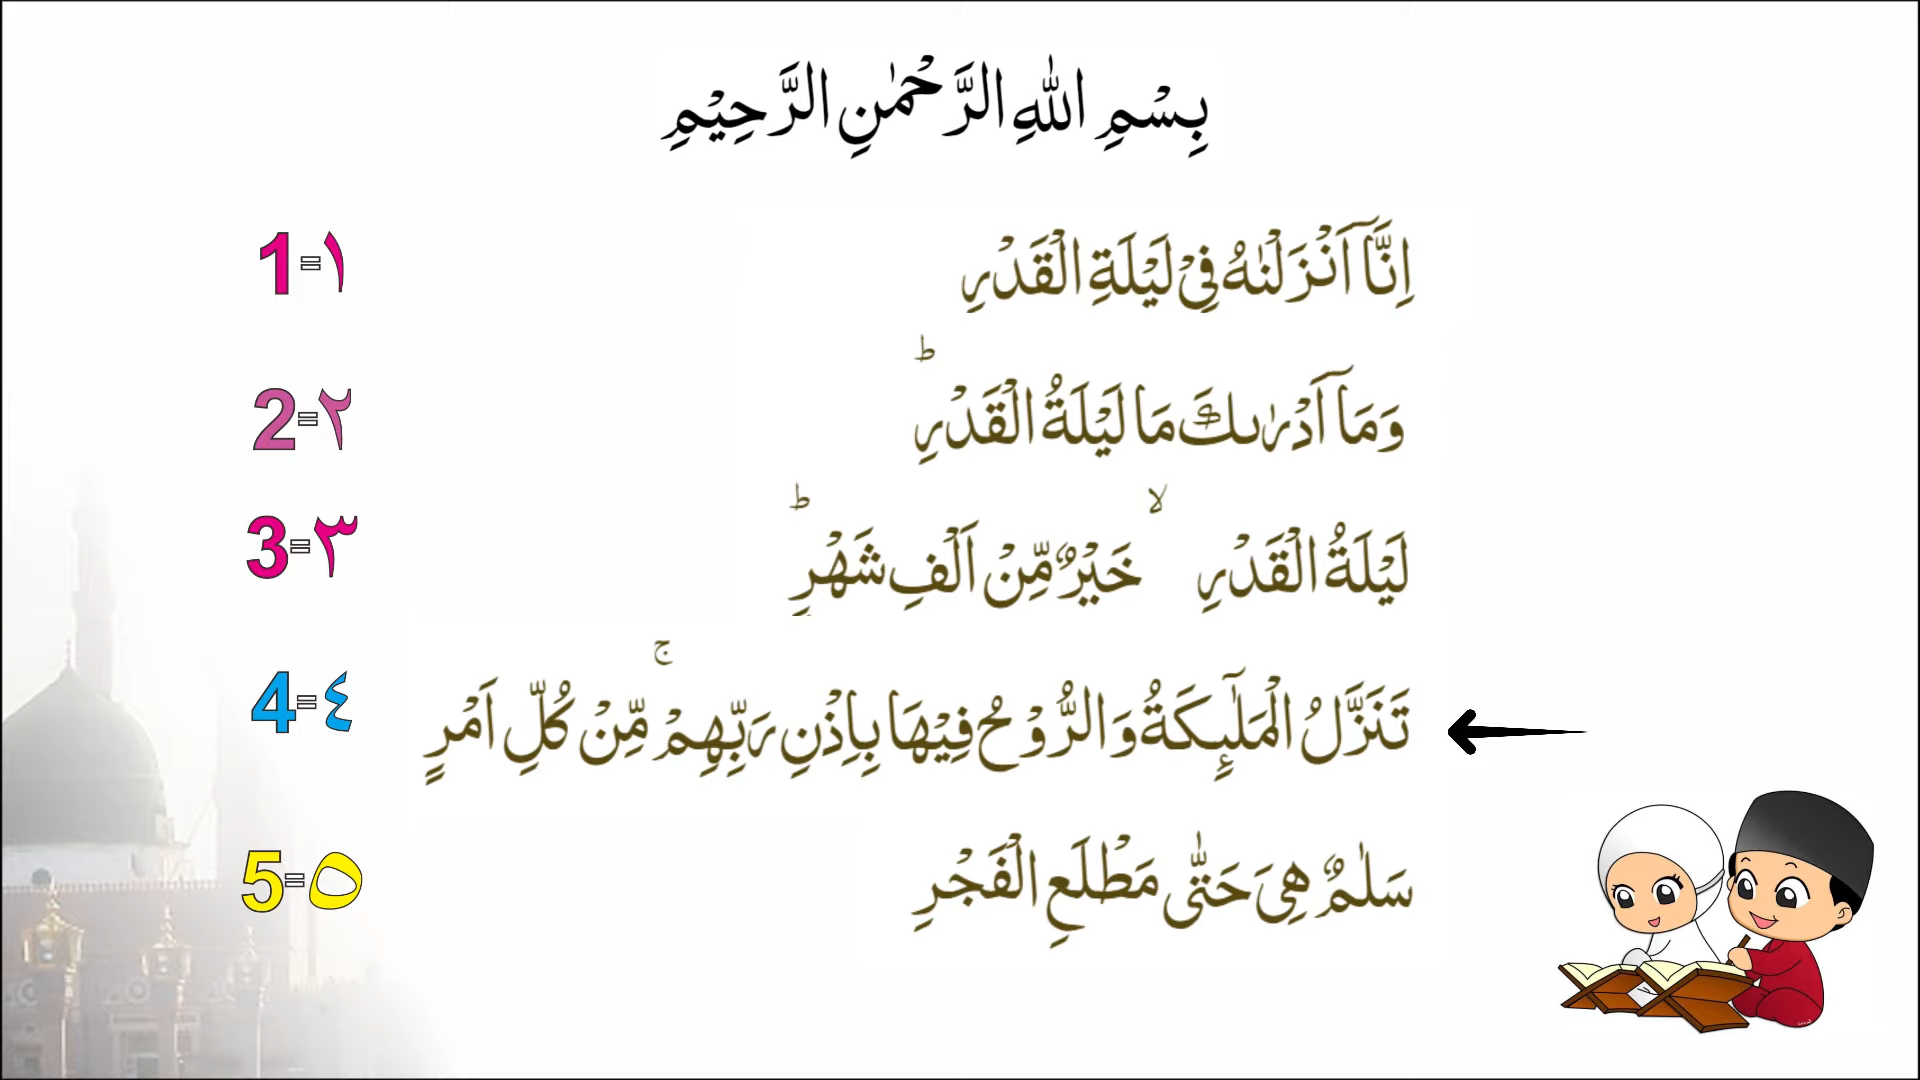 بِسْمِ اللهِ الرَّحْمٰنِ الرَّحِيْمِ
1=١ اِنَّآ اَنْزَلْنٰهُ فِيْ لَيْلَةِ الْقَدْرِ
2=٢ وَمَآ اَدْرٰىكَ مَا لَيْلَةُ الْقَدْرِ ؕ
3=٣ لَيْلَةُ الْقَدْرِ ۙ خَيْرٌ مِّنْ اَلْفِ شَهْرٍ ؕ
4=٤ تَنَزَّلُ الْمَلٰٓىِٕكَةُ وَالرُّوْحُ فِيْهَا بِاِذْنِ رَبِّهِمْ ۚ مِّنْ كُلِّ اَمْرٍ
5=٥ سَلٰمٌ هِيَ حَتّٰى مَطْلَعِ الْفَجْرِ